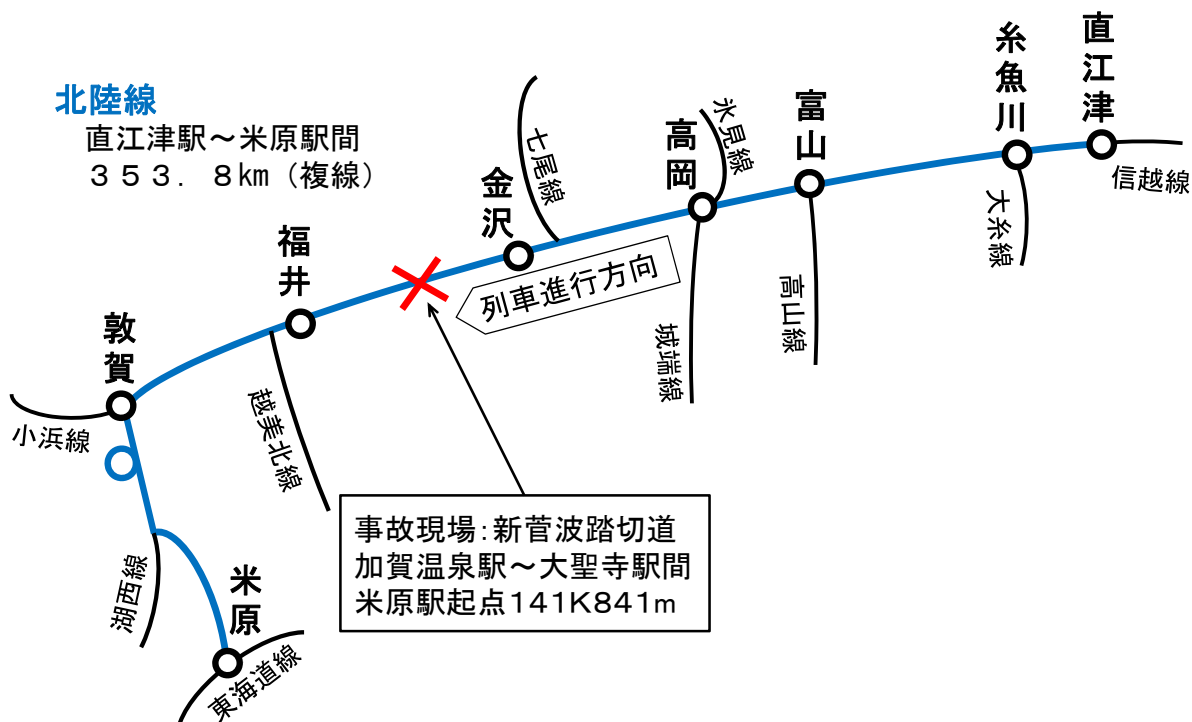 北陸線
直江津駅～米原駅間
３５３．８km（複線）
直江津
糸魚川
富山
氷見線
高岡
七尾線
金沢
福井
敦賀
信越線
大糸線
高山線
列車進行方向
城端線
越美北線
小浜線
湖西線
米原
東海道線
事故現場：新菅波踏切道
加賀温泉駅～大聖寺駅間
米原駅起点141K841m